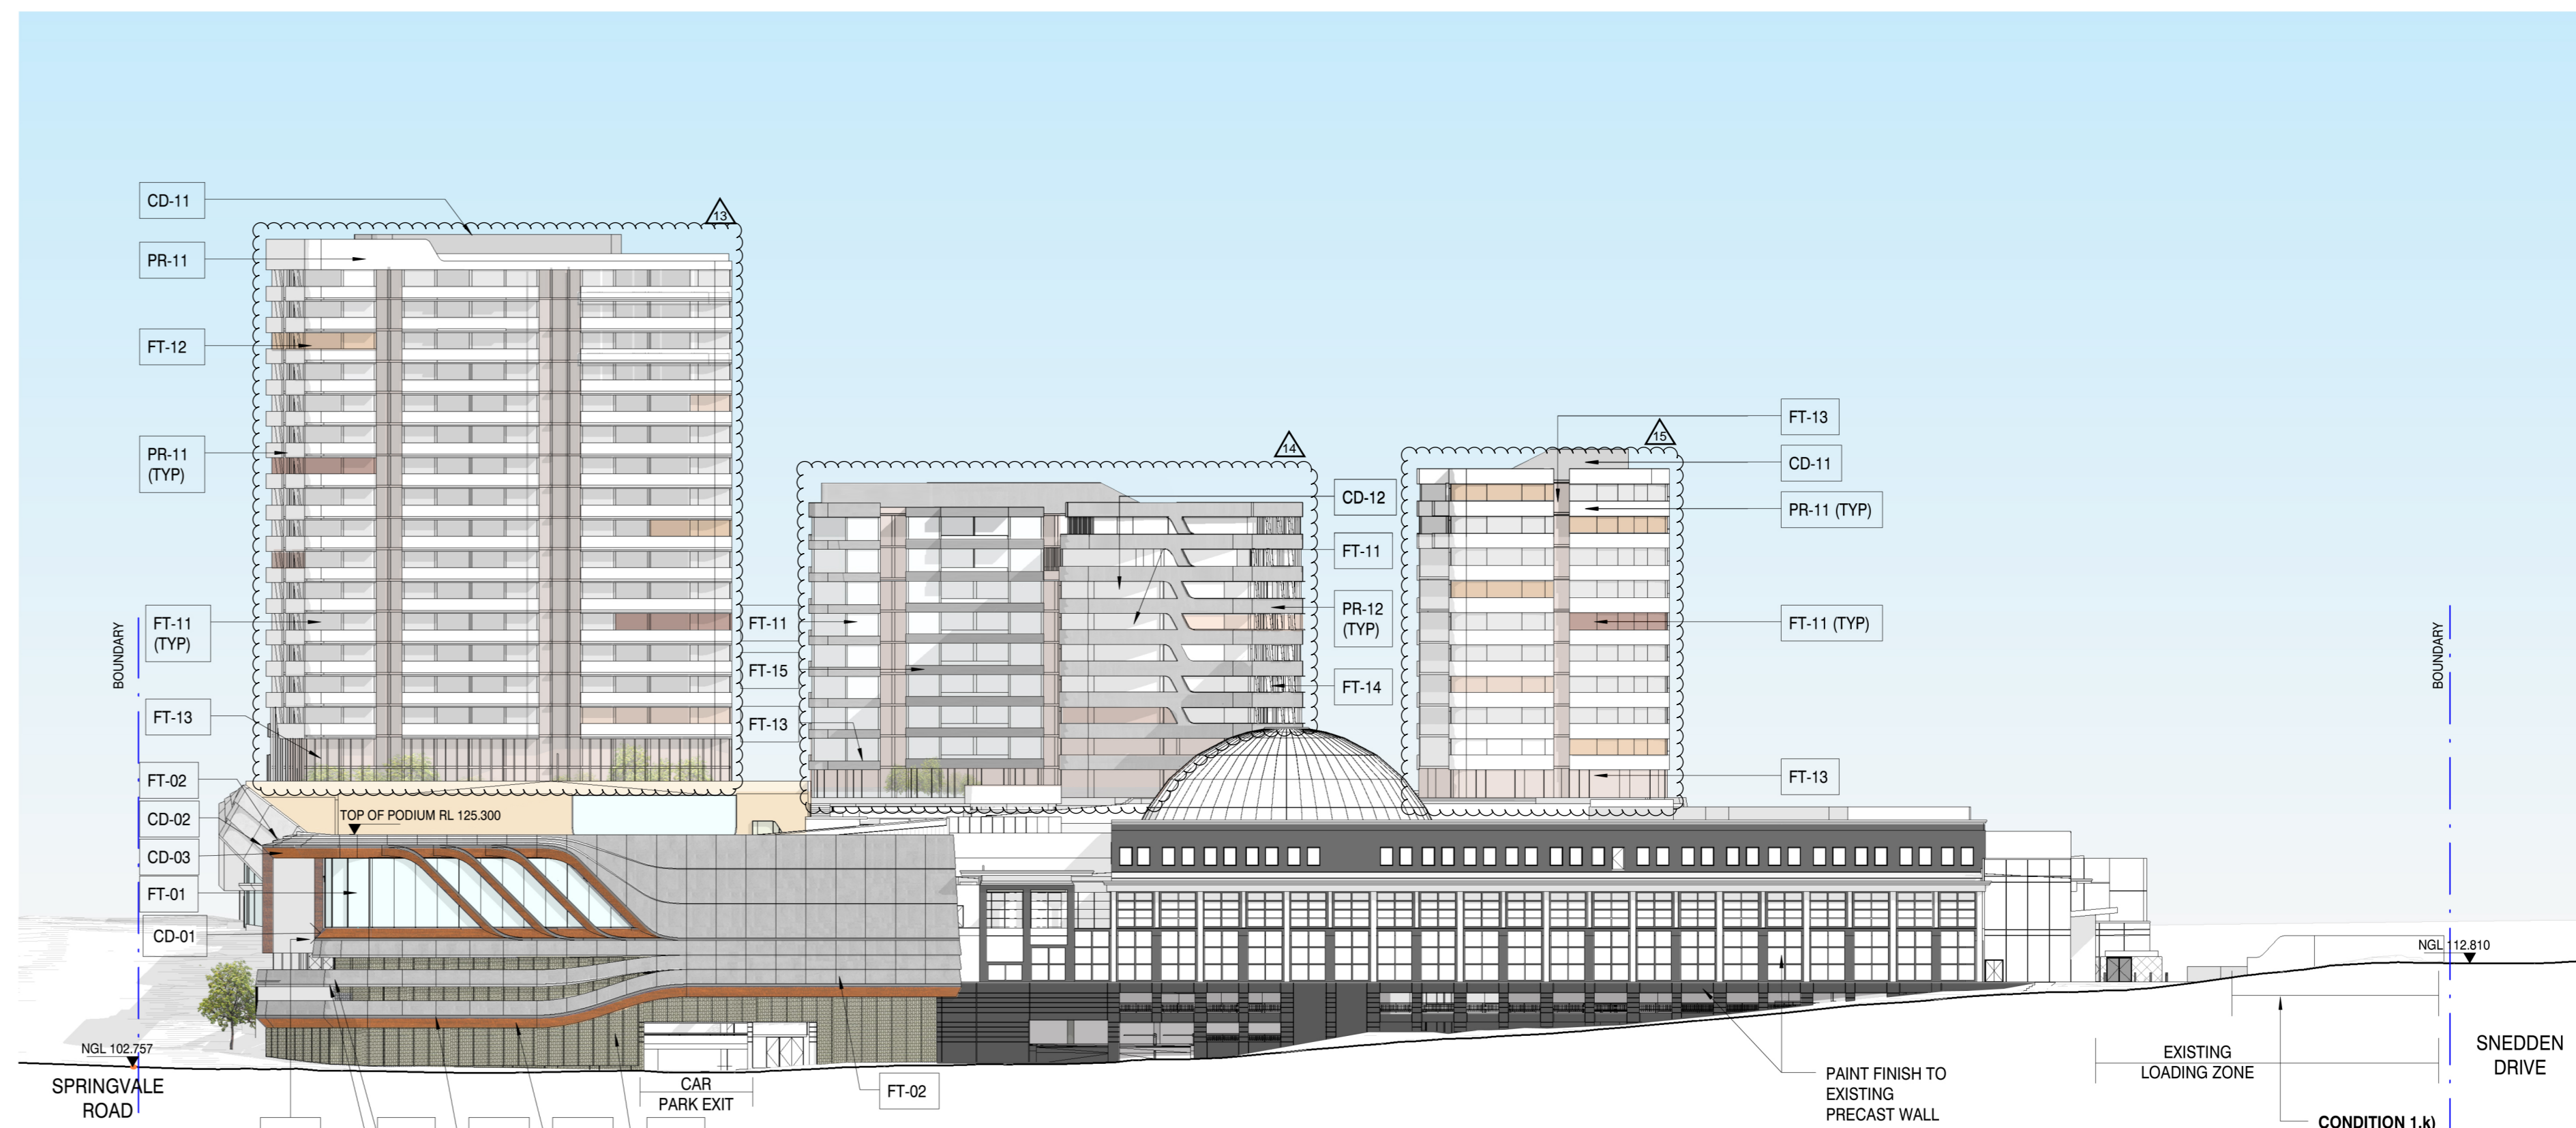 13
CD-11
PR-11
FT-12
PR-11
(TYP)
FT-11
(TYP)
FT-13
FT-02
CD-02
CD-03
FT-01
CD-01
BOUNDARY
TOP OF PODIUM RL 125.300
NGL 102.757
SPRINGVALE
ROAD
CAR
PARK EXIT
FT-02
14
FT-11
FT-15
FT-13
CD-12
FT-11
PR-12
(TYP)
FT-14
15
FT-13
CD-11
PR-11 (TYP)
FT-11 (TYP)
FT-13
BOUNDARY
NGL 112.810
SNEDDEN
DRIVE
EXISTING
LOADING ZONE
PAINT FINISH TO
EXISTING
PRECAST WALL
CONDITION 1.k)